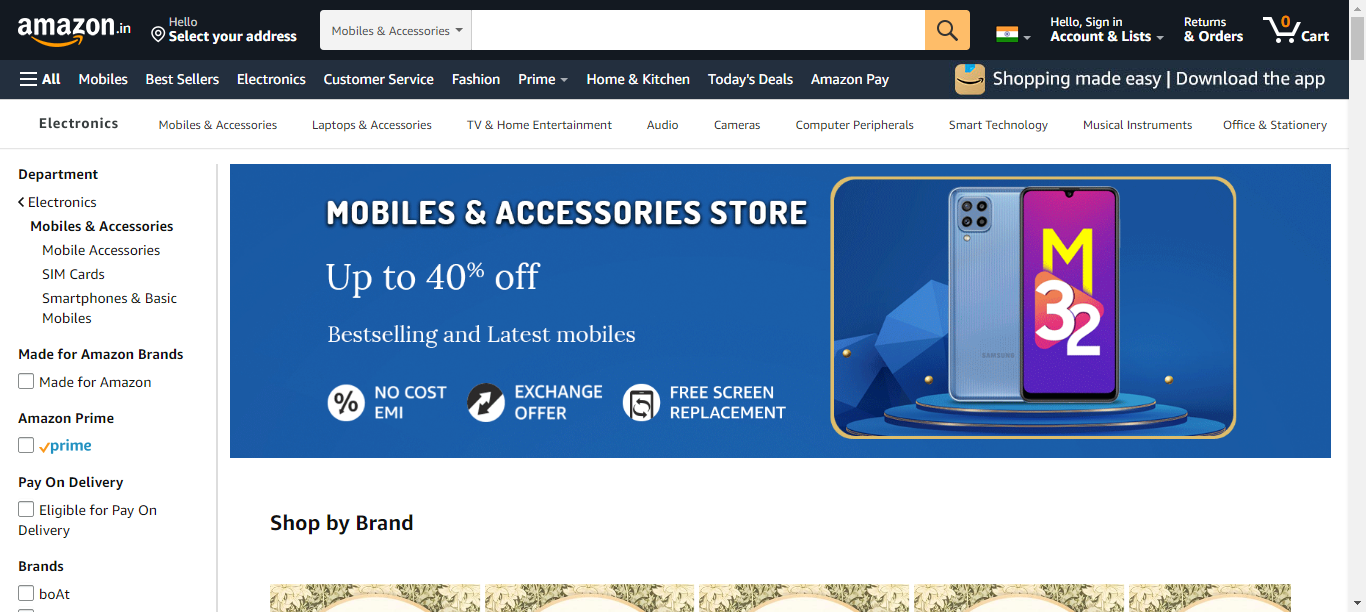 amazon.in
Hello
Select your address
Mobiles & Accessories
Hello, Sign in
Account & Lists
Returns
& Orders
0
Cart
All Mobiles Best Sellers Electronics Customer Service Fashion Prime Home & Kitchen Today's Deals Amazon Pay
Shopping made easy | Download the app
Electronics Mobiles & Accessories Laptops & Accessories TV & Home Entertainment Audio Cameras Computer Peripherals Smart Technology Musical Instruments Office & Stationery
Department
Electronics
Mobiles & Accessories
Mobile Accessories
SIM Cards
Smartphones & Basic
Mobiles
Made for Amazon Brands
Made for Amazon
Amazon Prime
prime
Pay On Delivery
Eligible for Pay On
Delivery
Brands
boAt
MOBILES & ACCESSORIES STORE
Up to 40% off
Bestselling and Latest mobiles
%
NO COST
EMI
EXCHANGE
OFFER
FREE SCREEN
REPLACEMENT
SAMSUNG
M
32
Shop by Brand